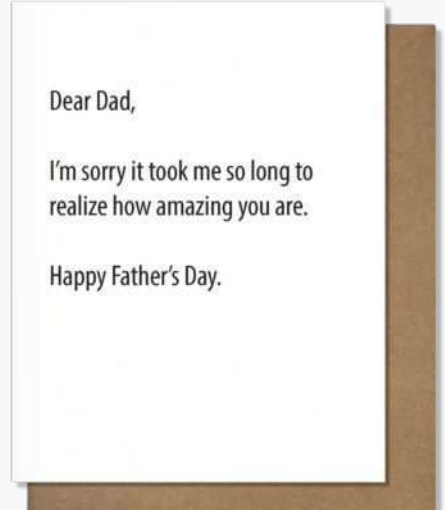 Dear Dad,
I’m sorry it took me so long to
realize how amazing you are.
Happy Father’s Day.